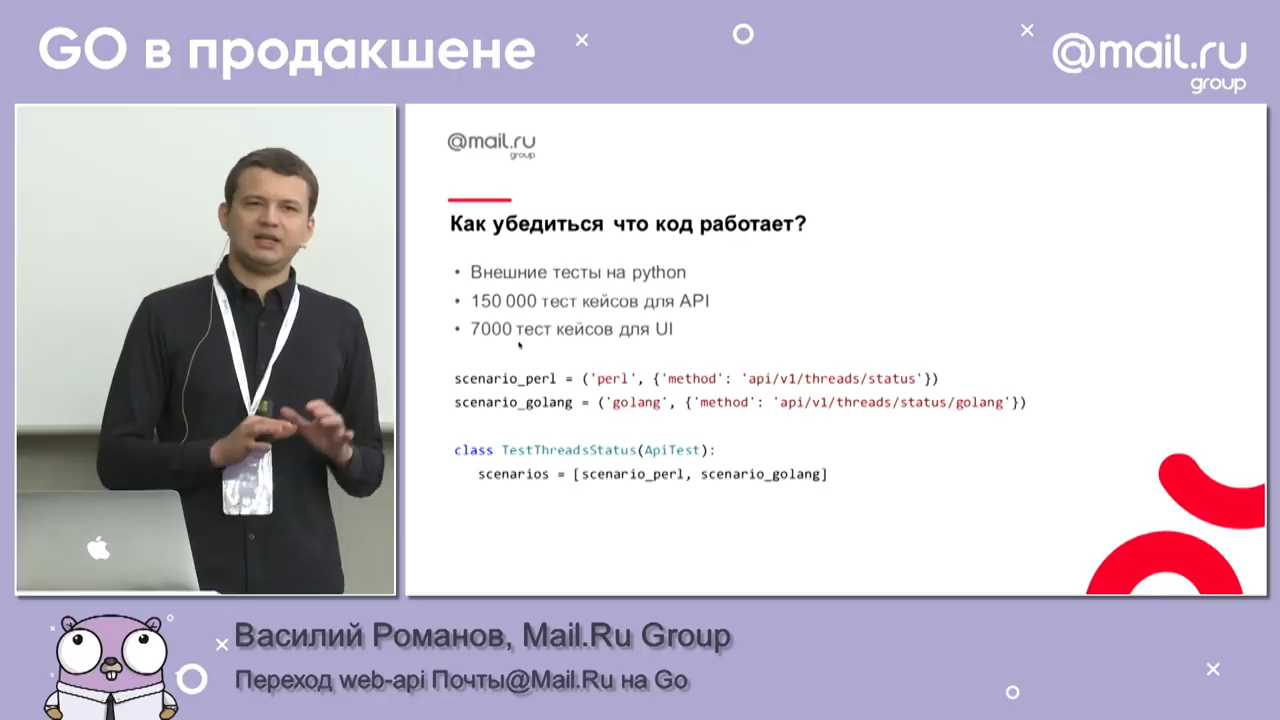 GO в продакшене
@mail.ru
group
@mail.ru
group
Как убедиться что код работает?
• Внешние тесты на python
• 150 000 тест кейсов для API
• 7000 тест кейсов для UI
scenario_perl = ('perl', {'method': 'api/v1/threads/status'})
scenario_golang = ('golang', {'method': 'api/v1/threads/status/golang'})
class TestThreadsStatus(ApiTest):
scenarios = [scenario_perl, scenario_golang]
Василий Романов, Mail.Ru Group
Переход web-api Почты@Mail.Ru на Go